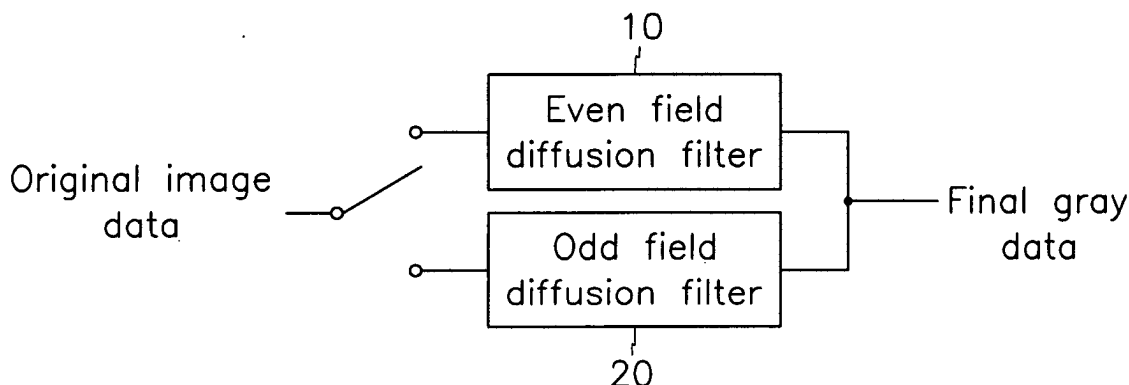 10
Even field
diffusion filter
Original image
data
Final gray
data
Odd field
diffusion filter
20